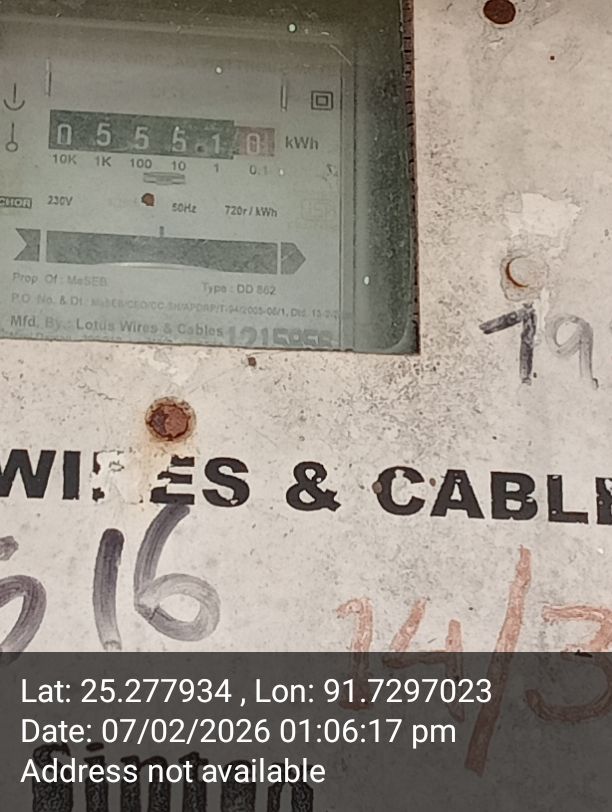 0 5 5 5 1 0 kWh
10K 1K 100 10 1 0.1
230V 50Hz 720r / kWh
Prop. Of : MeSEB Type : DD 862
P.O. No. & Dt.:
Mfd. By.: Lotus Wires & Cables
79
WIRES & CABLE
516
14/3
Lat: 25.277934 , Lon: 91.7297023
Date: 07/02/2026 01:06:17 pm
Address not available